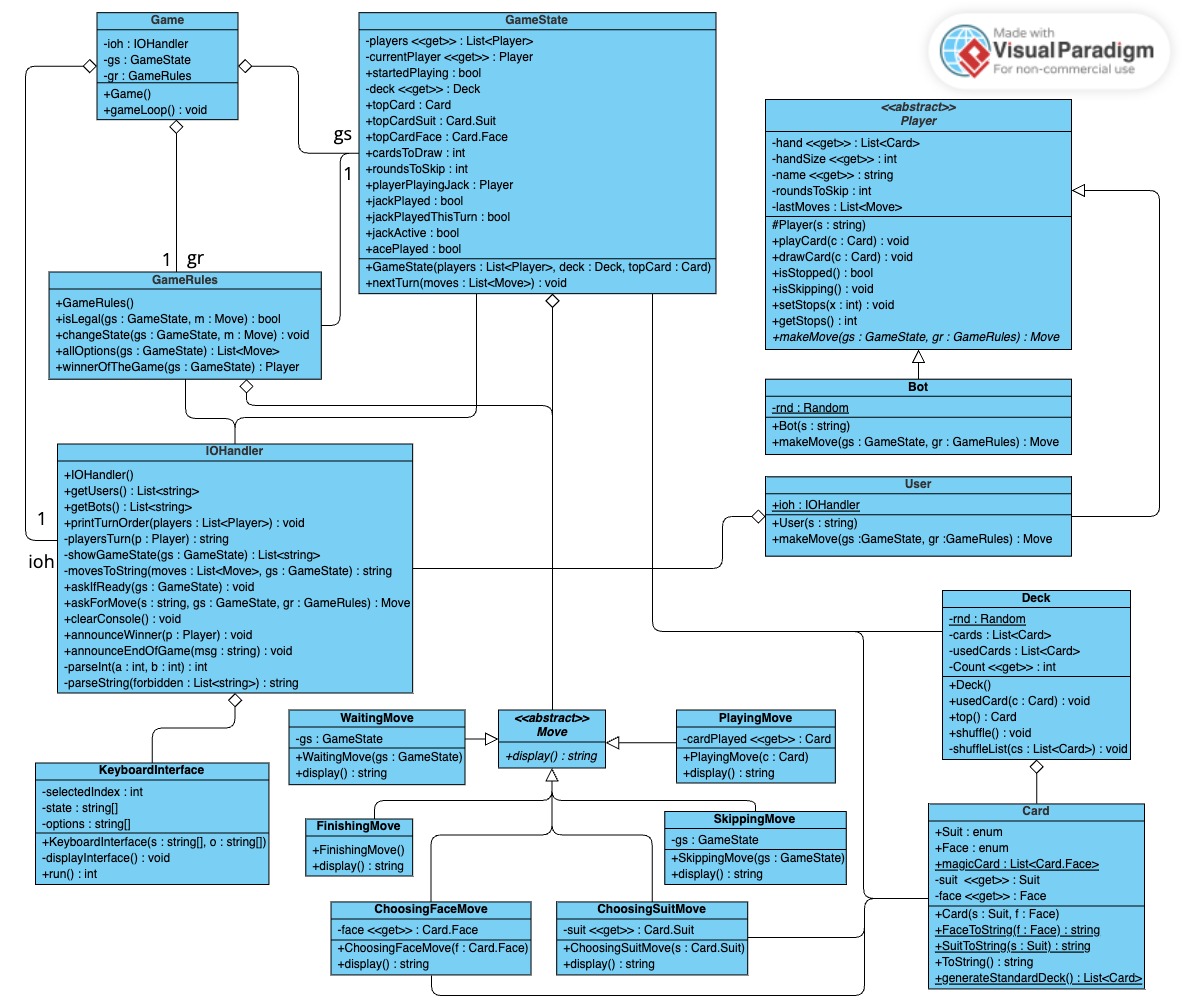 Game
-ioh : IOHandler
-gs : GameState
-gr : GameRules
+Game()
+gameLoop() : void
GameState
-players <<get>> : List<Player>
-currentPlayer <<get>> : Player
+startedPlaying : bool
-deck <<get>> : Deck
+topCard : Card
+topCardSuit : Card.Suit
+topCardFace : Card.Face
+cardsToDraw : int
+roundsToSkip : int
+playerPlayingJack : Player
+jackPlayed : bool
+jackPlayedThisTurn : bool
+jackActive : bool
+acePlayed : bool
+GameState(players : List<Player>, deck : Deck, topCard : Card)
+nextTurn(moves : List<Move>) : void
Made with
Visual Paradigm
For non-commercial use
<<abstract>>
Player
-hand <<get>> : List<Card>
-handSize <<get>> : int
-name <<get>> : string
-roundsToSkip : int
-lastMoves : List<Move>
#Player(s : string)
+playCard(c : Card) : void
+drawCard(c : Card) : void
+isStopped() : bool
+isSkipping() : void
+setStops(x : int) : void
+getStops() : int
+makeMove(gs : GameState, gr : GameRules) : Move
gs
1
1 gr
GameRules
+GameRules()
+isLegal(gs : GameState, m : Move) : bool
+changeState(gs : GameState, m : Move) : void
+allOptions(gs : GameState) : List<Move>
+winnerOfTheGame(gs : GameState) : Player
Bot
-rnd : Random
+Bot(s : string)
+makeMove(gs : GameState, gr : GameRules) : Move
User
+ioh : IOHandler
+User(s : string)
+makeMove(gs :GameState, gr :GameRules) : Move
1
ioh
IOHandler
+IOHandler()
+getUsers() : List<string>
+getBots() : List<string>
+printTurnOrder(players : List<Player>) : void
-playersTurn(p : Player) : string
-showGameState(gs : GameState) : List<string>
-movesToString(moves : List<Move>, gs : GameState) : string
+askIfReady(gs : GameState) : void
+askForMove(s : string, gs : GameState, gr : GameRules) : Move
+clearConsole() : void
+announceWinner(p : Player) : void
+announceEndOfGame(msg : string) : void
-parseInt(a : int, b : int) : int
-parseString(forbidden : List<string>) : string
Deck
-rnd : Random
-cards : List<Card>
-usedCards : List<Card>
-Count <<get>> : int
+Deck()
+usedCard(c : Card) : void
+top() : Card
+shuffle() : void
-shuffleList(cs : List<Card>) : void
WaitingMove
-gs : GameState
+WaitingMove(gs : GameState)
+display() : string
<<abstract>>
Move
+display() : string
PlayingMove
-cardPlayed <<get>> : Card
+PlayingMove(c : Card)
+display() : string
KeyboardInterface
-selectedIndex : int
-state : string[]
-options : string[]
+KeyboardInterface(s : string[], o : string[])
-displayInterface() : void
+run() : int
FinishingMove
+FinishingMove()
+display() : string
SkippingMove
-gs : GameState
+SkippingMove(gs : GameState)
+display() : string
Card
+Suit : enum
+Face : enum
+magicCard : List<Card.Face>
-suit <<get>> : Suit
-face <<get>> : Face
+Card(s : Suit, f : Face)
+FaceToString(f : Face) : string
+SuitToString(s : Suit) : string
+ToString() : string
+generateStandardDeck() : List<Card>
ChoosingFaceMove
-face <<get>> : Card.Face
+ChoosingFaceMove(f : Card.Face)
+display() : string
ChoosingSuitMove
-suit <<get>> : Card.Suit
+ChoosingSuitMove(s : Card.Suit)
+display() : string